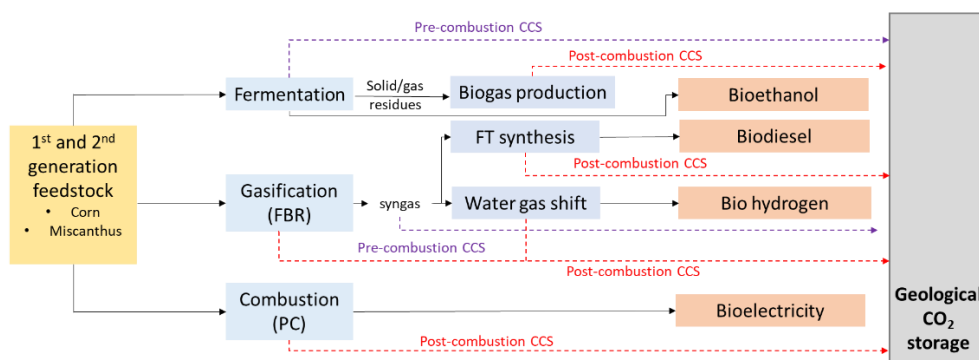 Pre-combustion CCS
Post-combustion CCS
Fermentation
Solid/gas
residues
Biogas production
Bioethanol
1st and 2nd
generation
feedstock
• Corn
• Miscanthus
FT synthesis
Biodiesel
Post-combustion CCS
Gasification
(FBR)
syngas
Water gas shift
Bio hydrogen
Pre-combustion CCS
Post-combustion CCS
Combustion
(PC)
Bioelectricity
Post-combustion CCS
Geological
CO2
storage